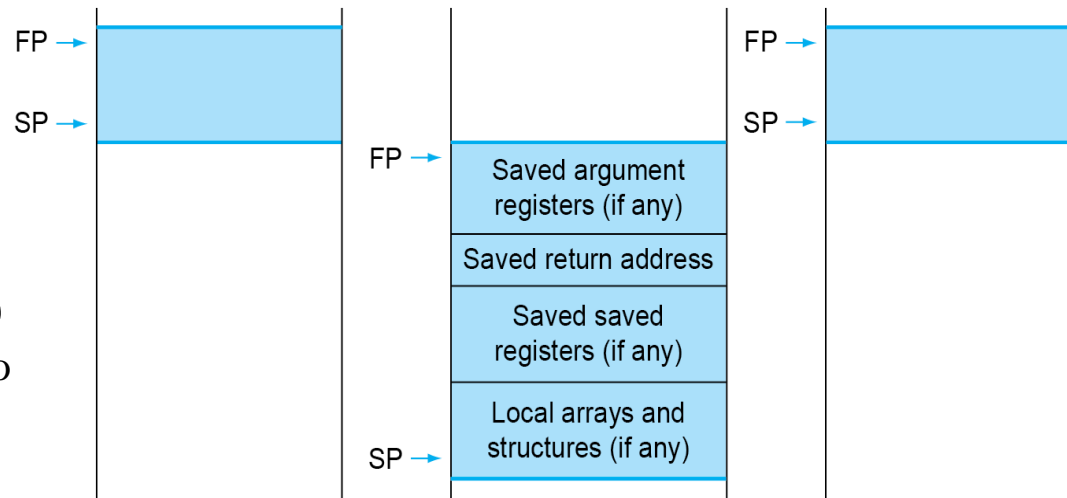 FP
SP
FP
Saved argument
registers (if any)
Saved return address
Saved saved
registers (if any)
Local arrays and
structures (if any)
SP
FP
SP
)
o